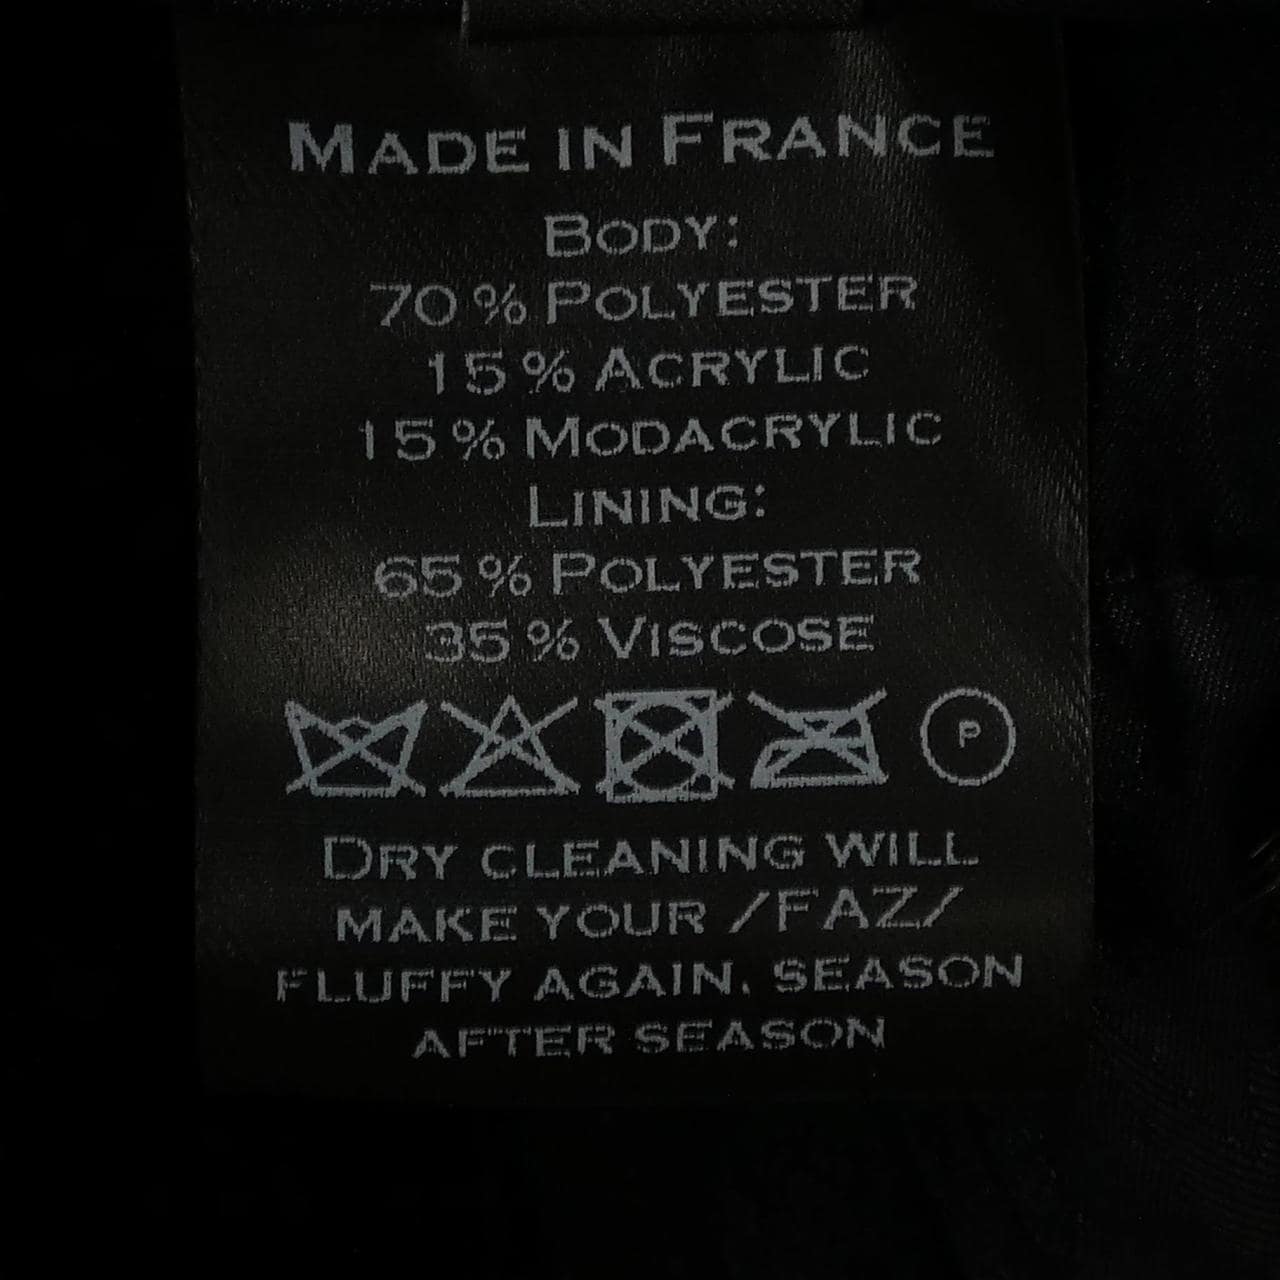 MADE IN FRANCE
BODY:
70 % POLYESTER
15 % ACRYLIC
15 % MODACRYLIC
LINING:
65 % POLYESTER
35 % VISCOSE
P
DRY CLEANING WILL
MAKE YOUR /FAZ/
FLUFFY AGAIN. SEASON
AFTER SEASON